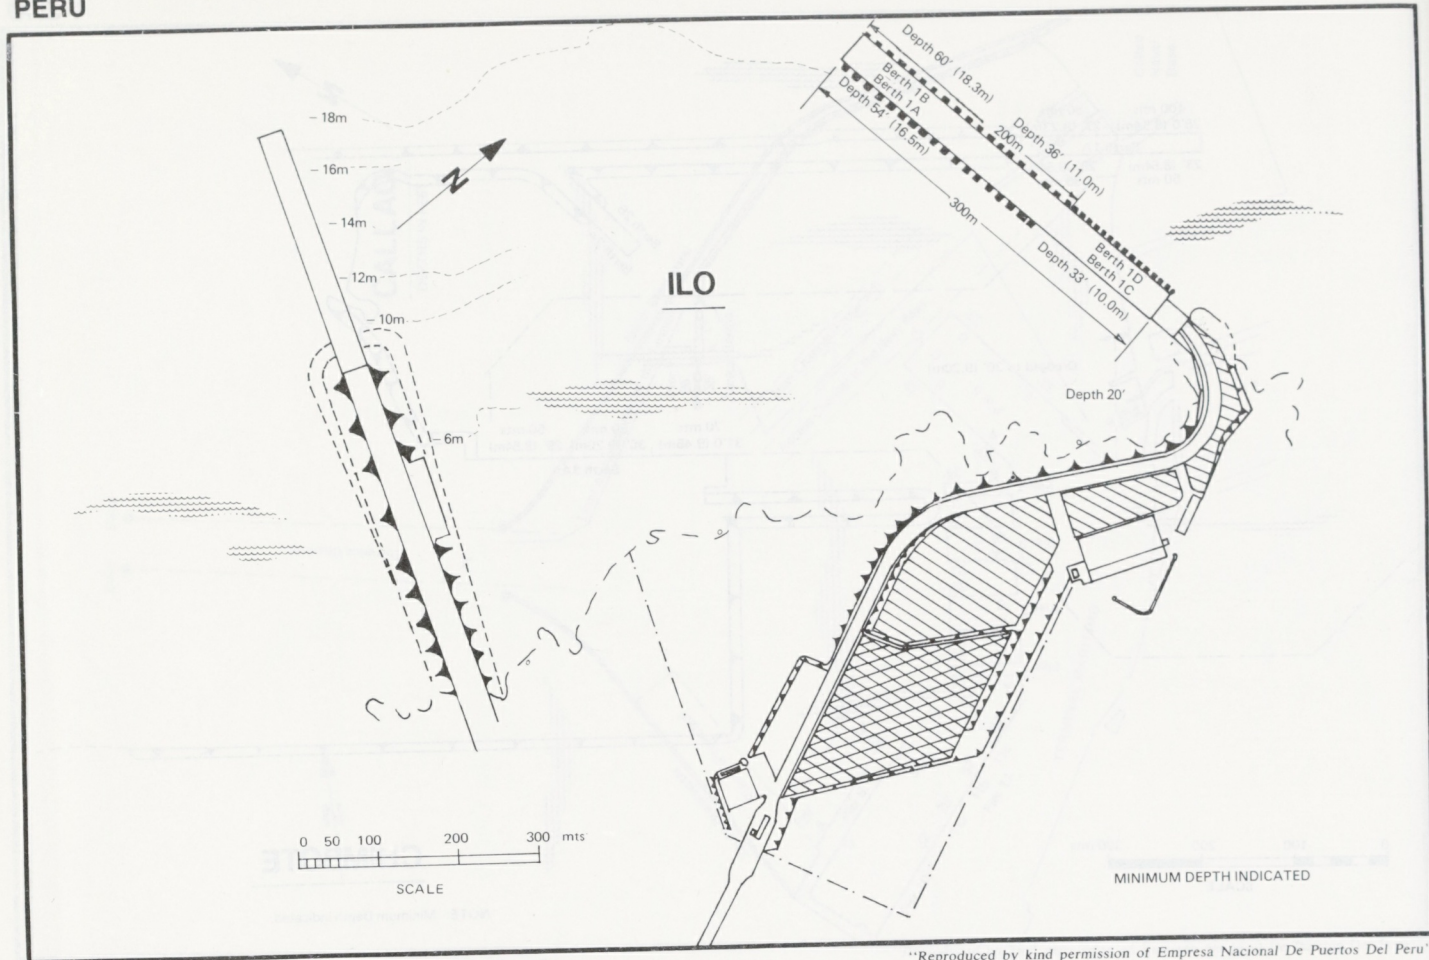 PERU
Depth 60' (18.3m)
Berth 1B
Berth 1A
Depth 54' (16.5m)
Depth 36' (11.0m)
200m
300m
Berth 1D
Berth 1C
Depth 33' (10.0m)
- 18m
- 16m
- 14m
- 12m
- 10m
- 6m
N
ILO
Depth 20'
0 50 100 200 300 mts
SCALE
MINIMUM DEPTH INDICATED
"Reproduced by kind permission of Empresa Nacional De Puertos Del Peru"